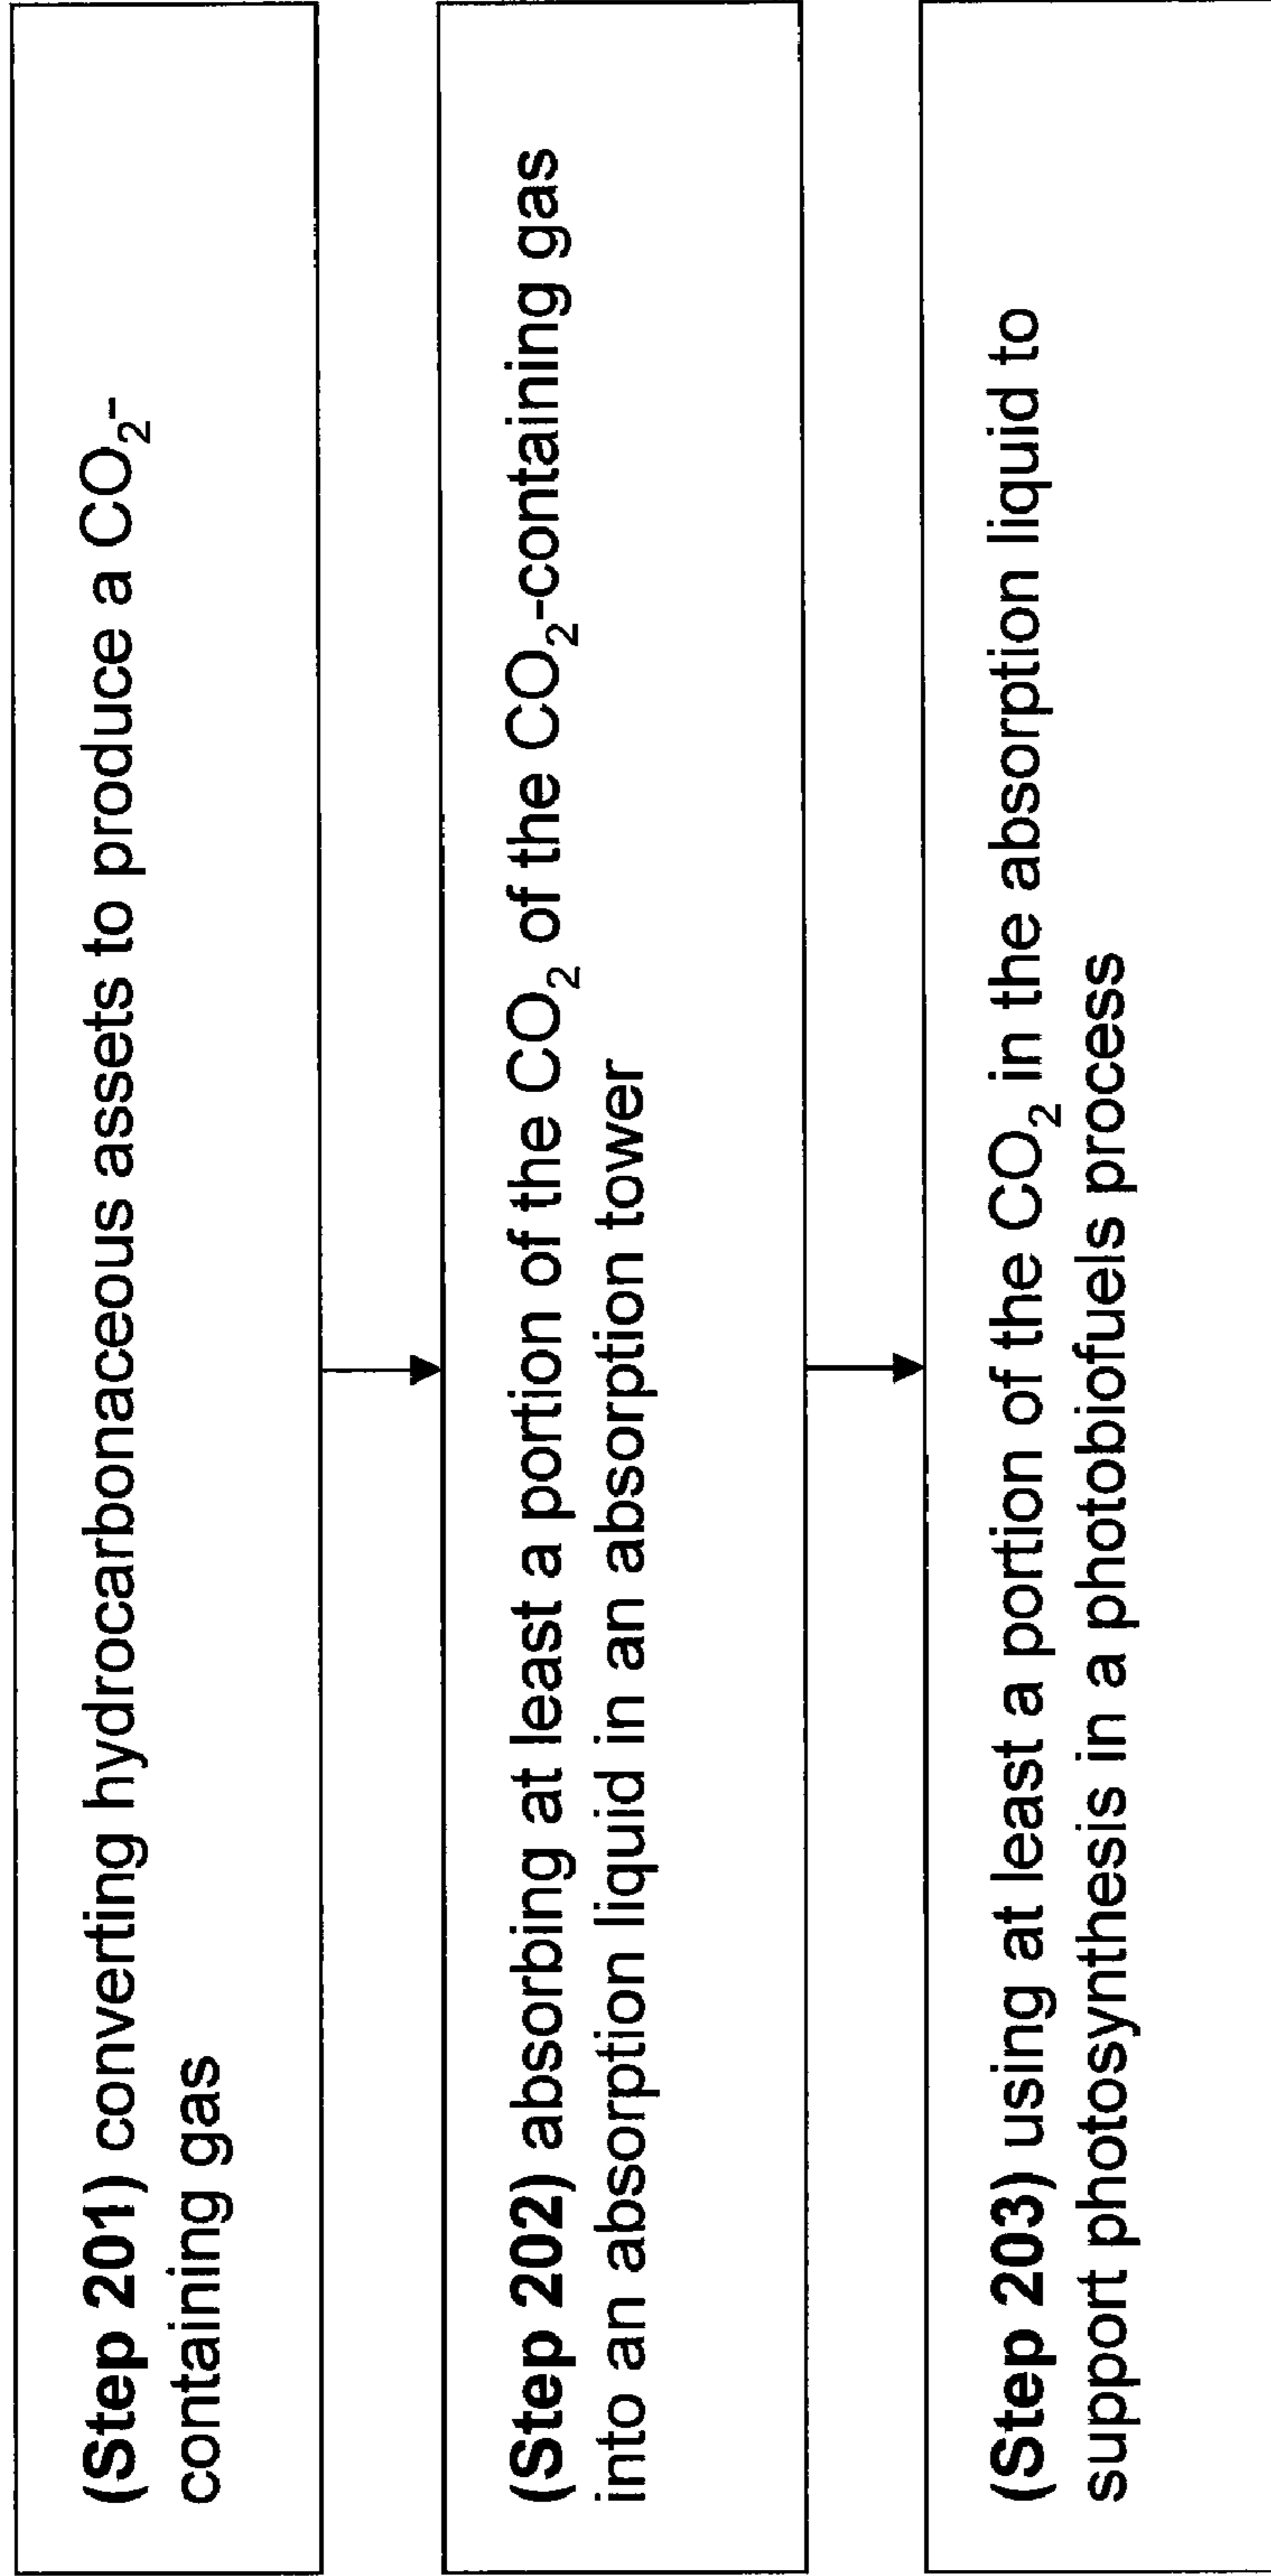 (Step 201) converting hydrocarbonaceous assets to produce a CO₂-
containing gas
(Step 202) absorbing at least a portion of the CO₂ of the CO₂-containing gas
into an absorption liquid in an absorption tower
(Step 203) using at least a portion of the CO₂ in the absorption liquid to
support photosynthesis in a photobiofuels process